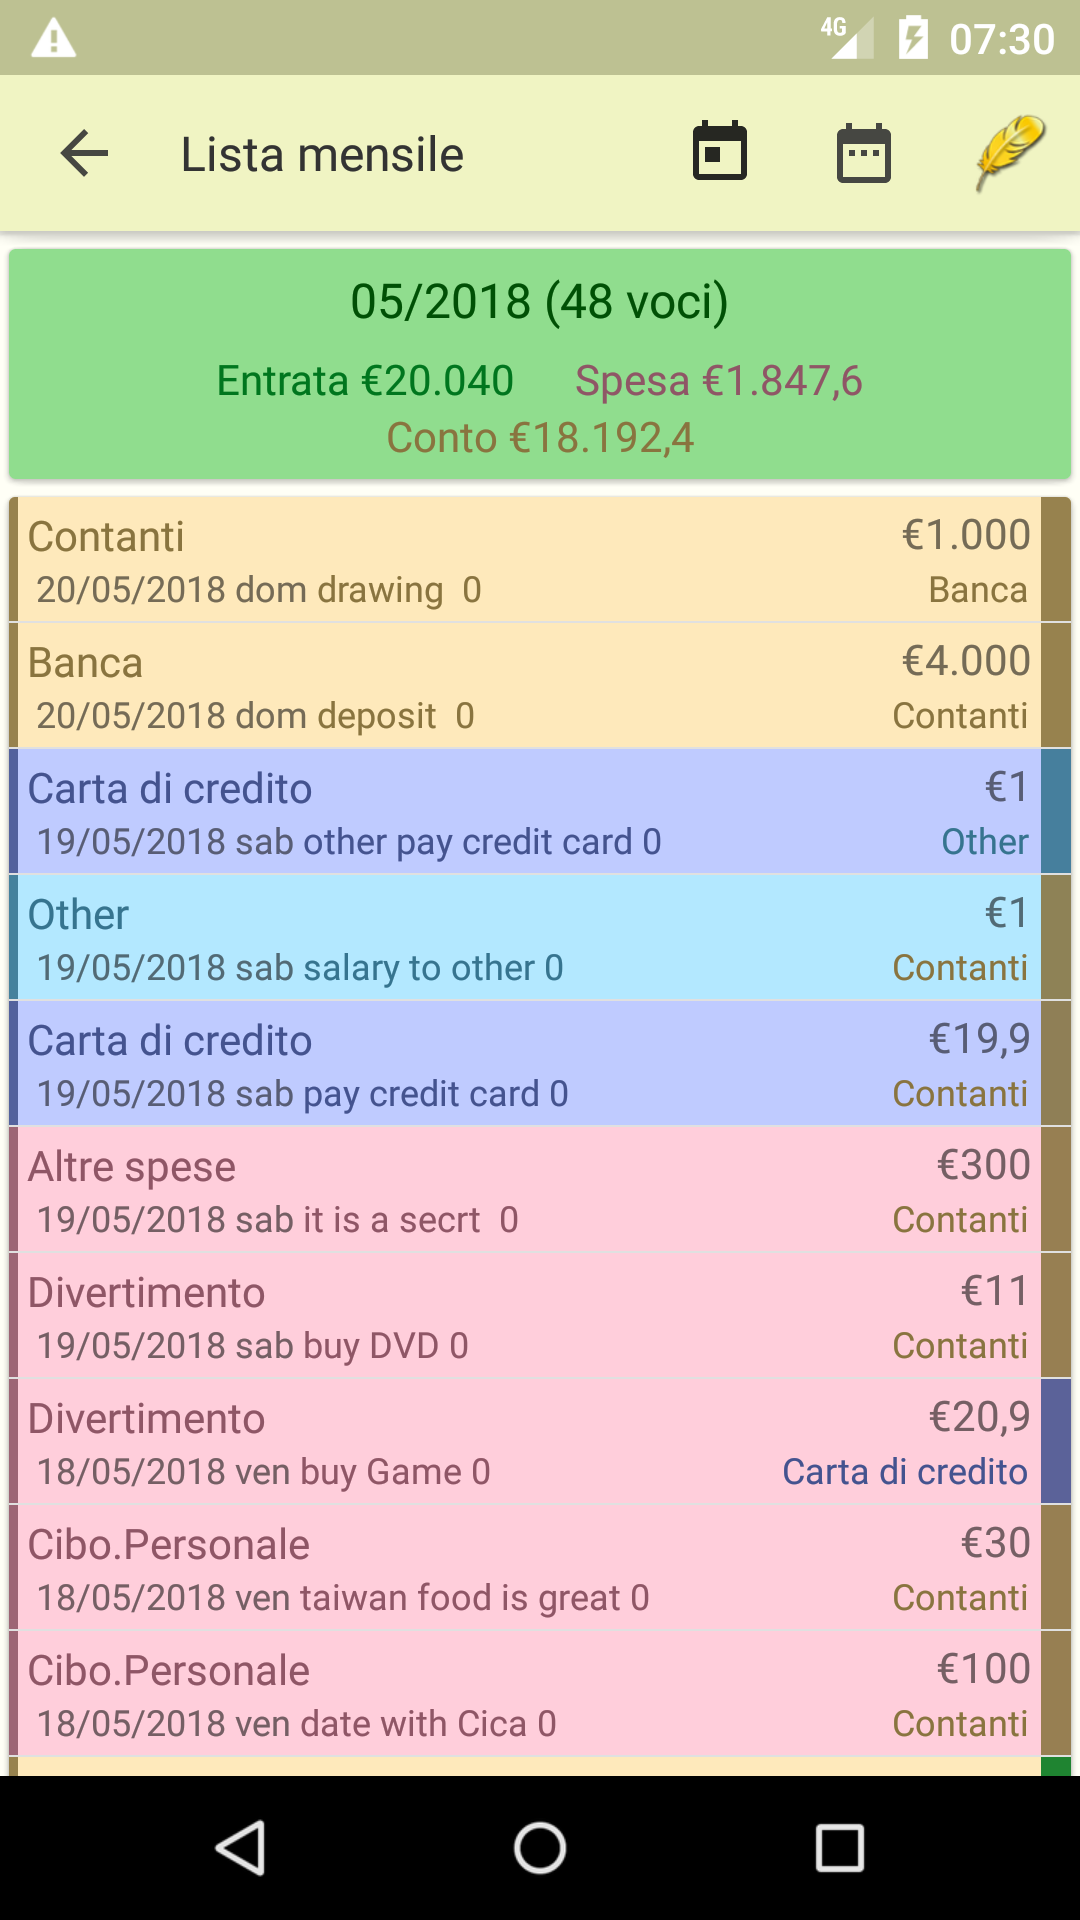 4G 07:30
Lista mensile
05/2018 (48 voci)
Entrata €20.040 Spesa €1.847,6
Conto €18.192,4
Contanti €1.000
20/05/2018 dom drawing 0 Banca
Banca €4.000
20/05/2018 dom deposit 0 Contanti
Carta di credito €1
19/05/2018 sab other pay credit card 0 Other
Other €1
19/05/2018 sab salary to other 0 Contanti
Carta di credito €19,9
19/05/2018 sab pay credit card 0 Contanti
Altre spese €300
19/05/2018 sab it is a secrt 0 Contanti
Divertimento €11
19/05/2018 sab buy DVD 0 Contanti
Divertimento €20,9
18/05/2018 ven buy Game 0 Carta di credito
Cibo.Personale €30
18/05/2018 ven taiwan food is great 0 Contanti
Cibo.Personale €100
18/05/2018 ven date with Cica 0 Contanti